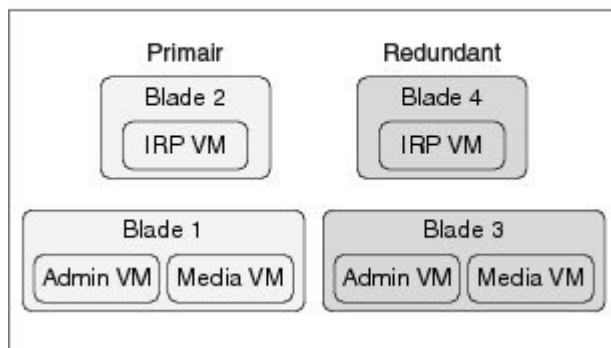 Primair
Redundant
Blade 2
IRP VM
Blade 4
IRP VM
Blade 1
Admin VM
Media VM
Blade 3
Admin VM
Media VM